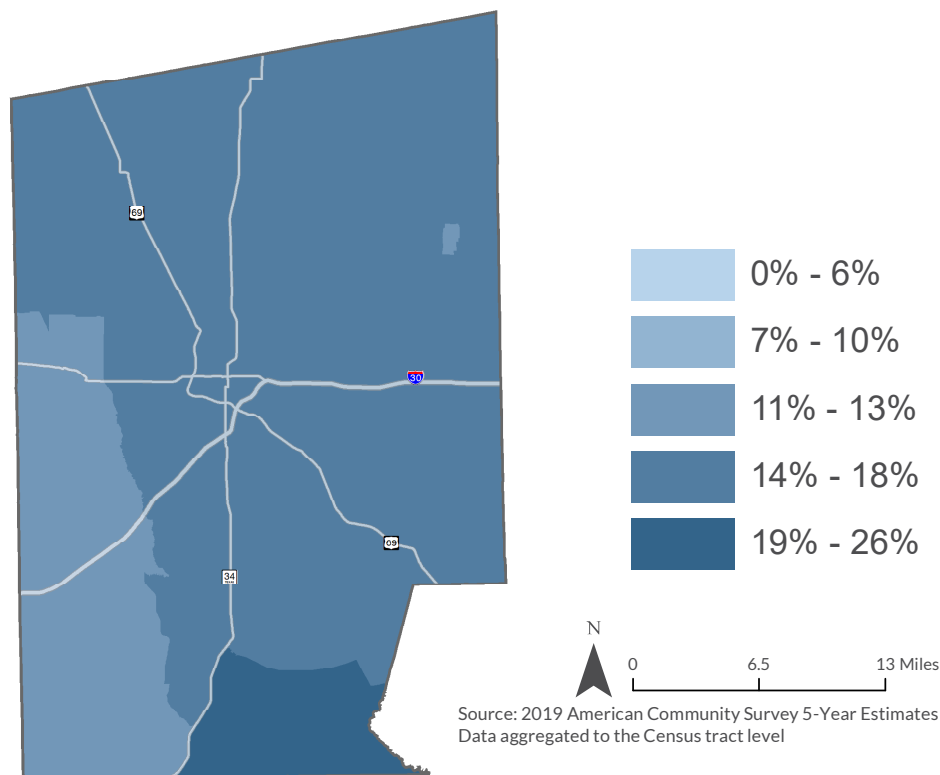 69
30
34
09
0% - 6%
7% - 10%
11% - 13%
14% - 18%
19% - 26%
N
0 6.5 13 Miles
Source: 2019 American Community Survey 5-Year Estimates
Data aggregated to the Census tract level